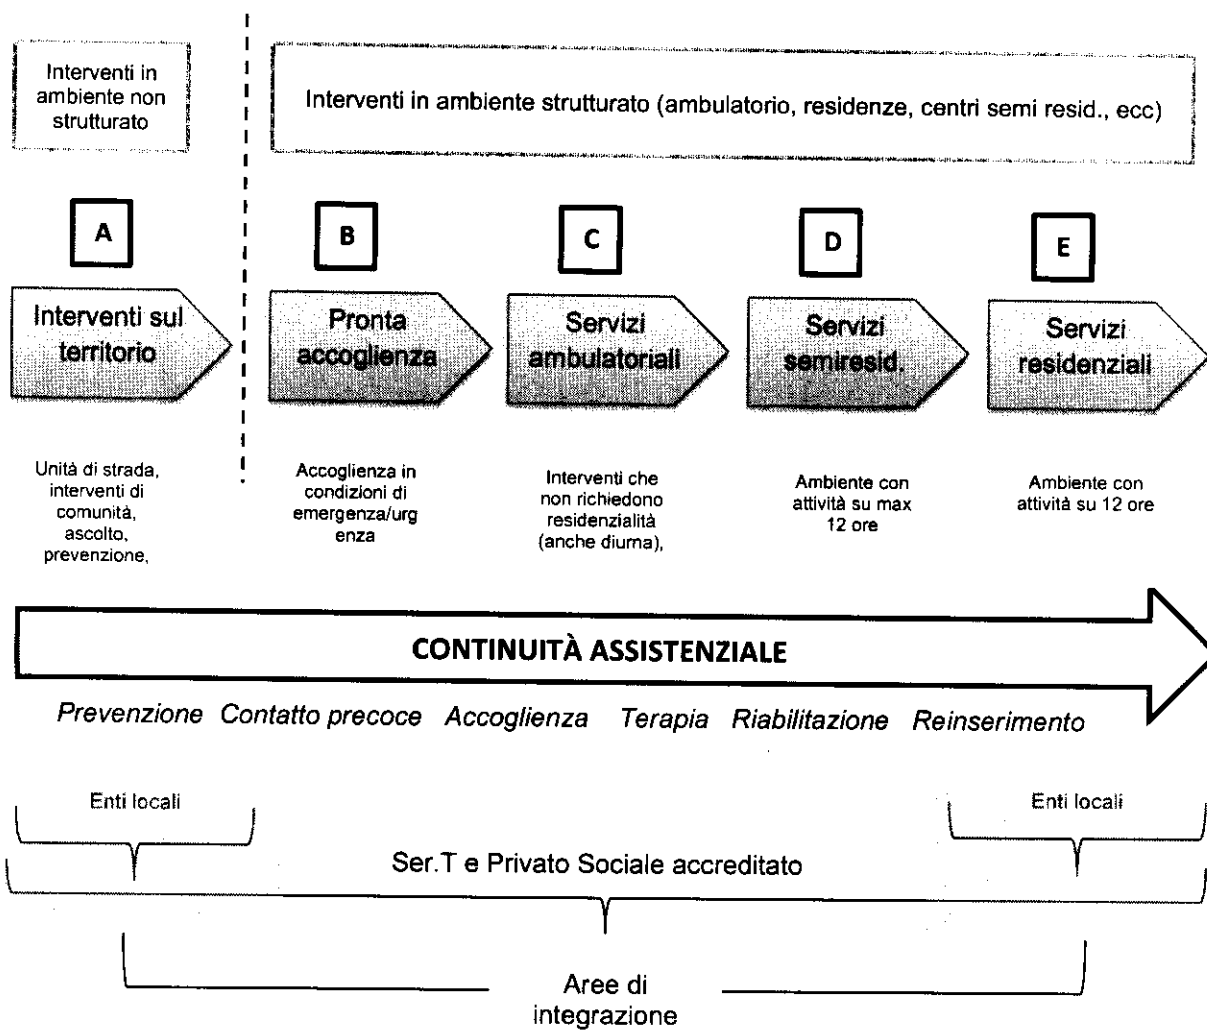 Interventi in
ambiente non
strutturato
Interventi in ambiente strutturato (ambulatorio, residenze, centri semi resid., ecc)
A
B
C
D
E
Interventi sul
territorio
Pronta
accoglienza
Servizi
ambulatoriali
Servizi
semiresid.
Servizi
residenziali
Unità di strada,
interventi di
comunità,
ascolto,
prevenzione,
Accoglienza in
condizioni di
emergenza/urg
enza
Interventi che
non richiedono
residenzialità
(anche diurna),
Ambiente con
attività su max
12 ore
Ambiente con
attività su 12 ore
CONTINUITÀ ASSISTENZIALE
Prevenzione Contatto precoce Accoglienza Terapia Riabilitazione Reinserimento
Enti locali
Enti locali
Ser.T e Privato Sociale accreditato
Aree di
integrazione